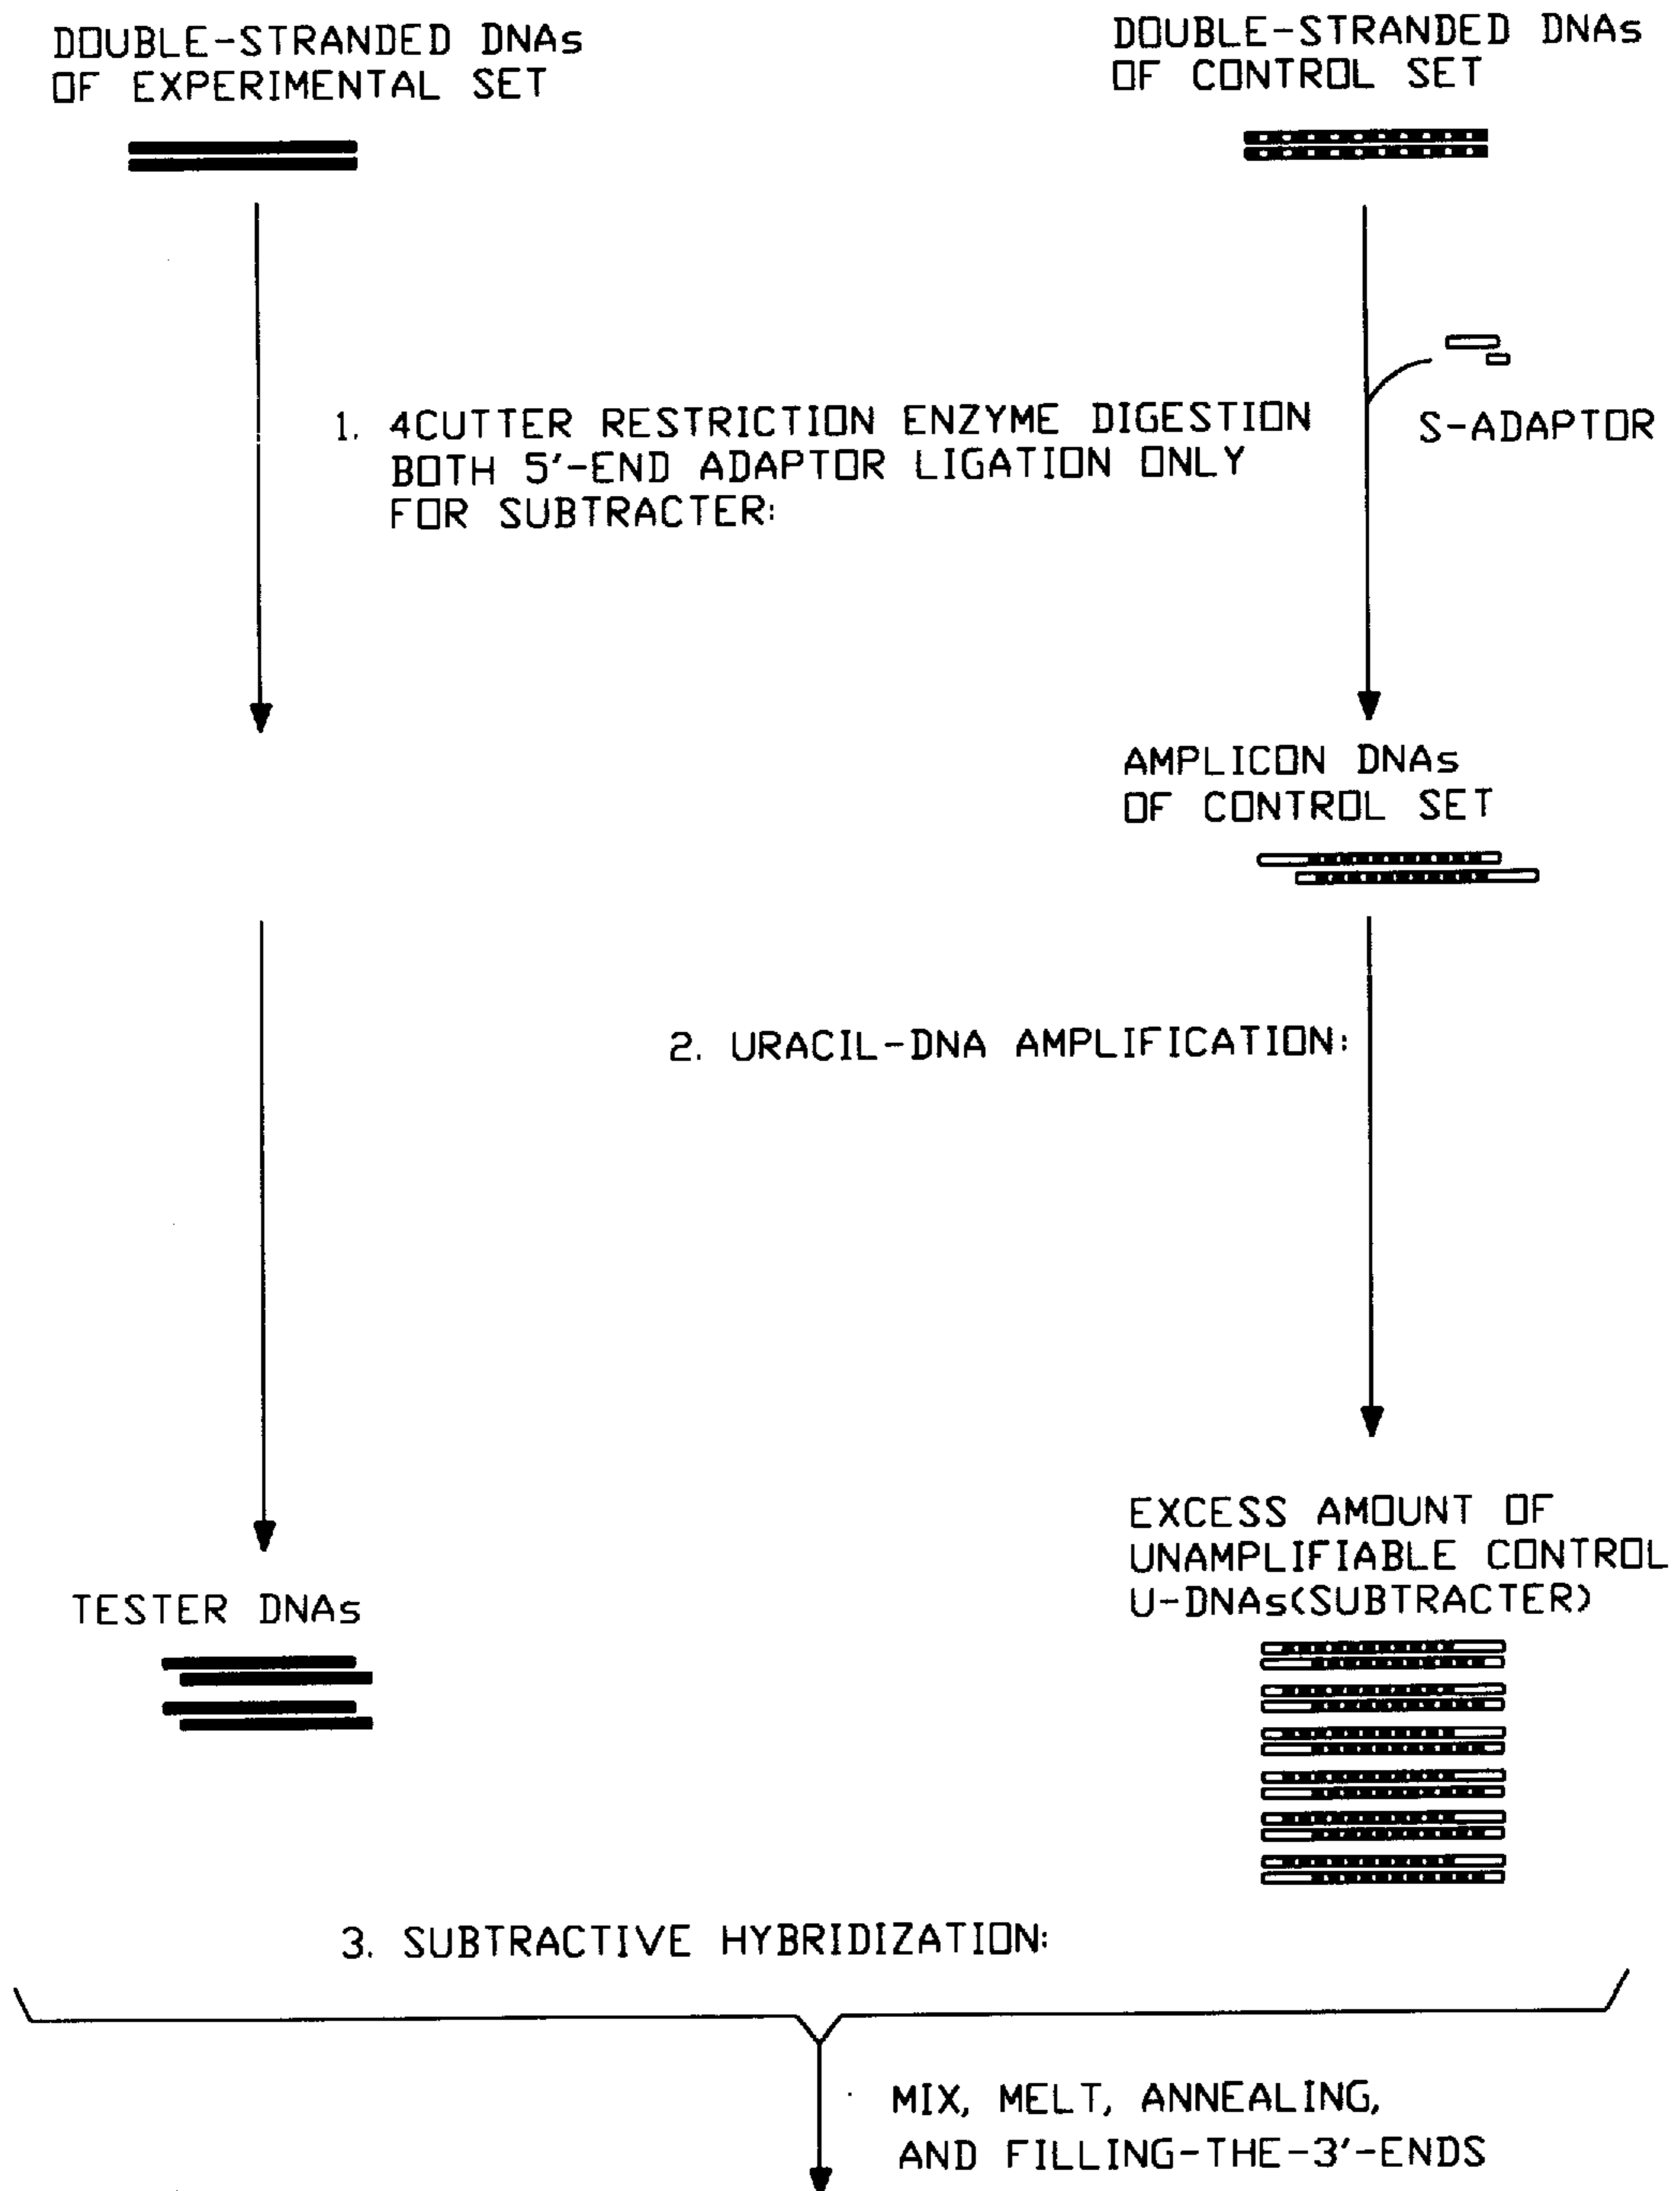 DOUBLE-STRANDED DNAs
OF EXPERIMENTAL SET
DOUBLE-STRANDED DNAs
OF CONTROL SET
1. 4CUTTER RESTRICTION ENZYME DIGESTION
BOTH 5'-END ADAPTOR LIGATION ONLY
FOR SUBTRACTER:
S-ADAPTOR
AMPLICON DNAs
OF CONTROL SET
2. URACIL-DNA AMPLIFICATION:
TESTER DNAs
EXCESS AMOUNT OF
UNAMPLIFIABLE CONTROL
U-DNAs(SUBTRACTER)
3. SUBTRACTIVE HYBRIDIZATION:
MIX, MELT, ANNEALING,
AND FILLING-THE-3'-ENDS